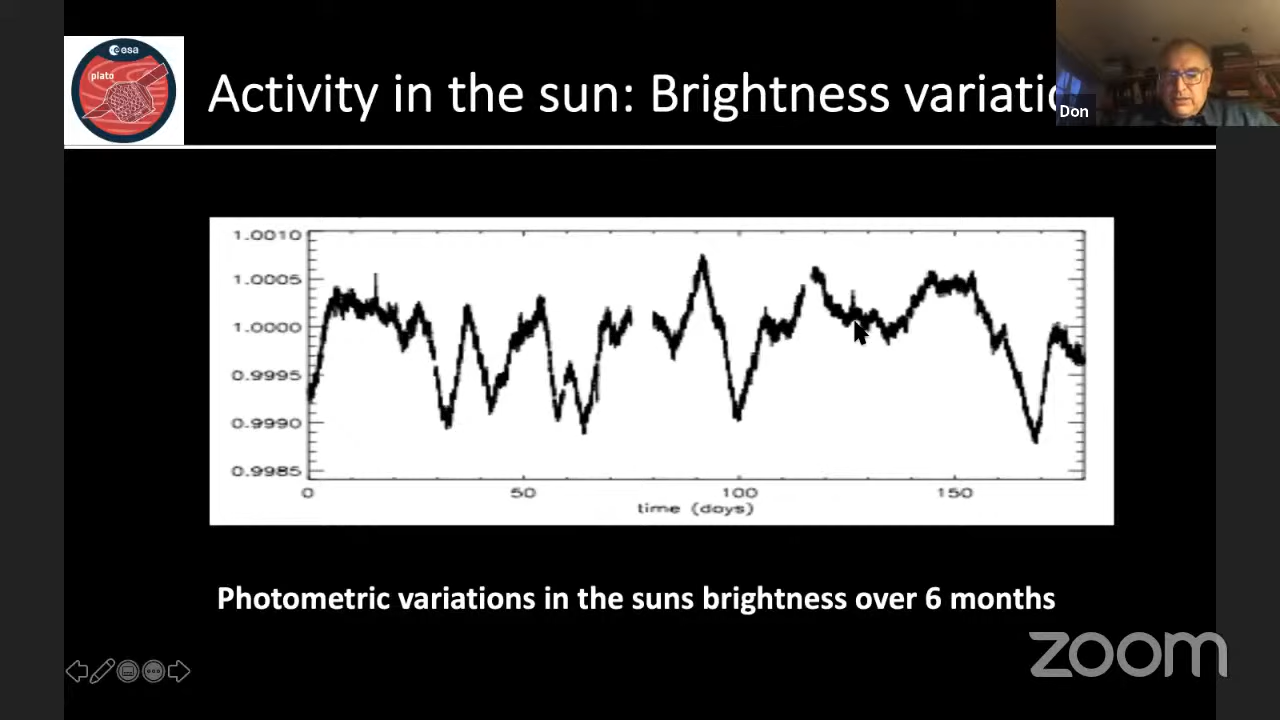 esa
plato
Activity in the sun: Brightness variatio
Don
1.0010
1.0005
1.0000
0.9995
0.9990
0.9985
0
50
100
150
time (days)
Photometric variations in the suns brightness over 6 months
zoom